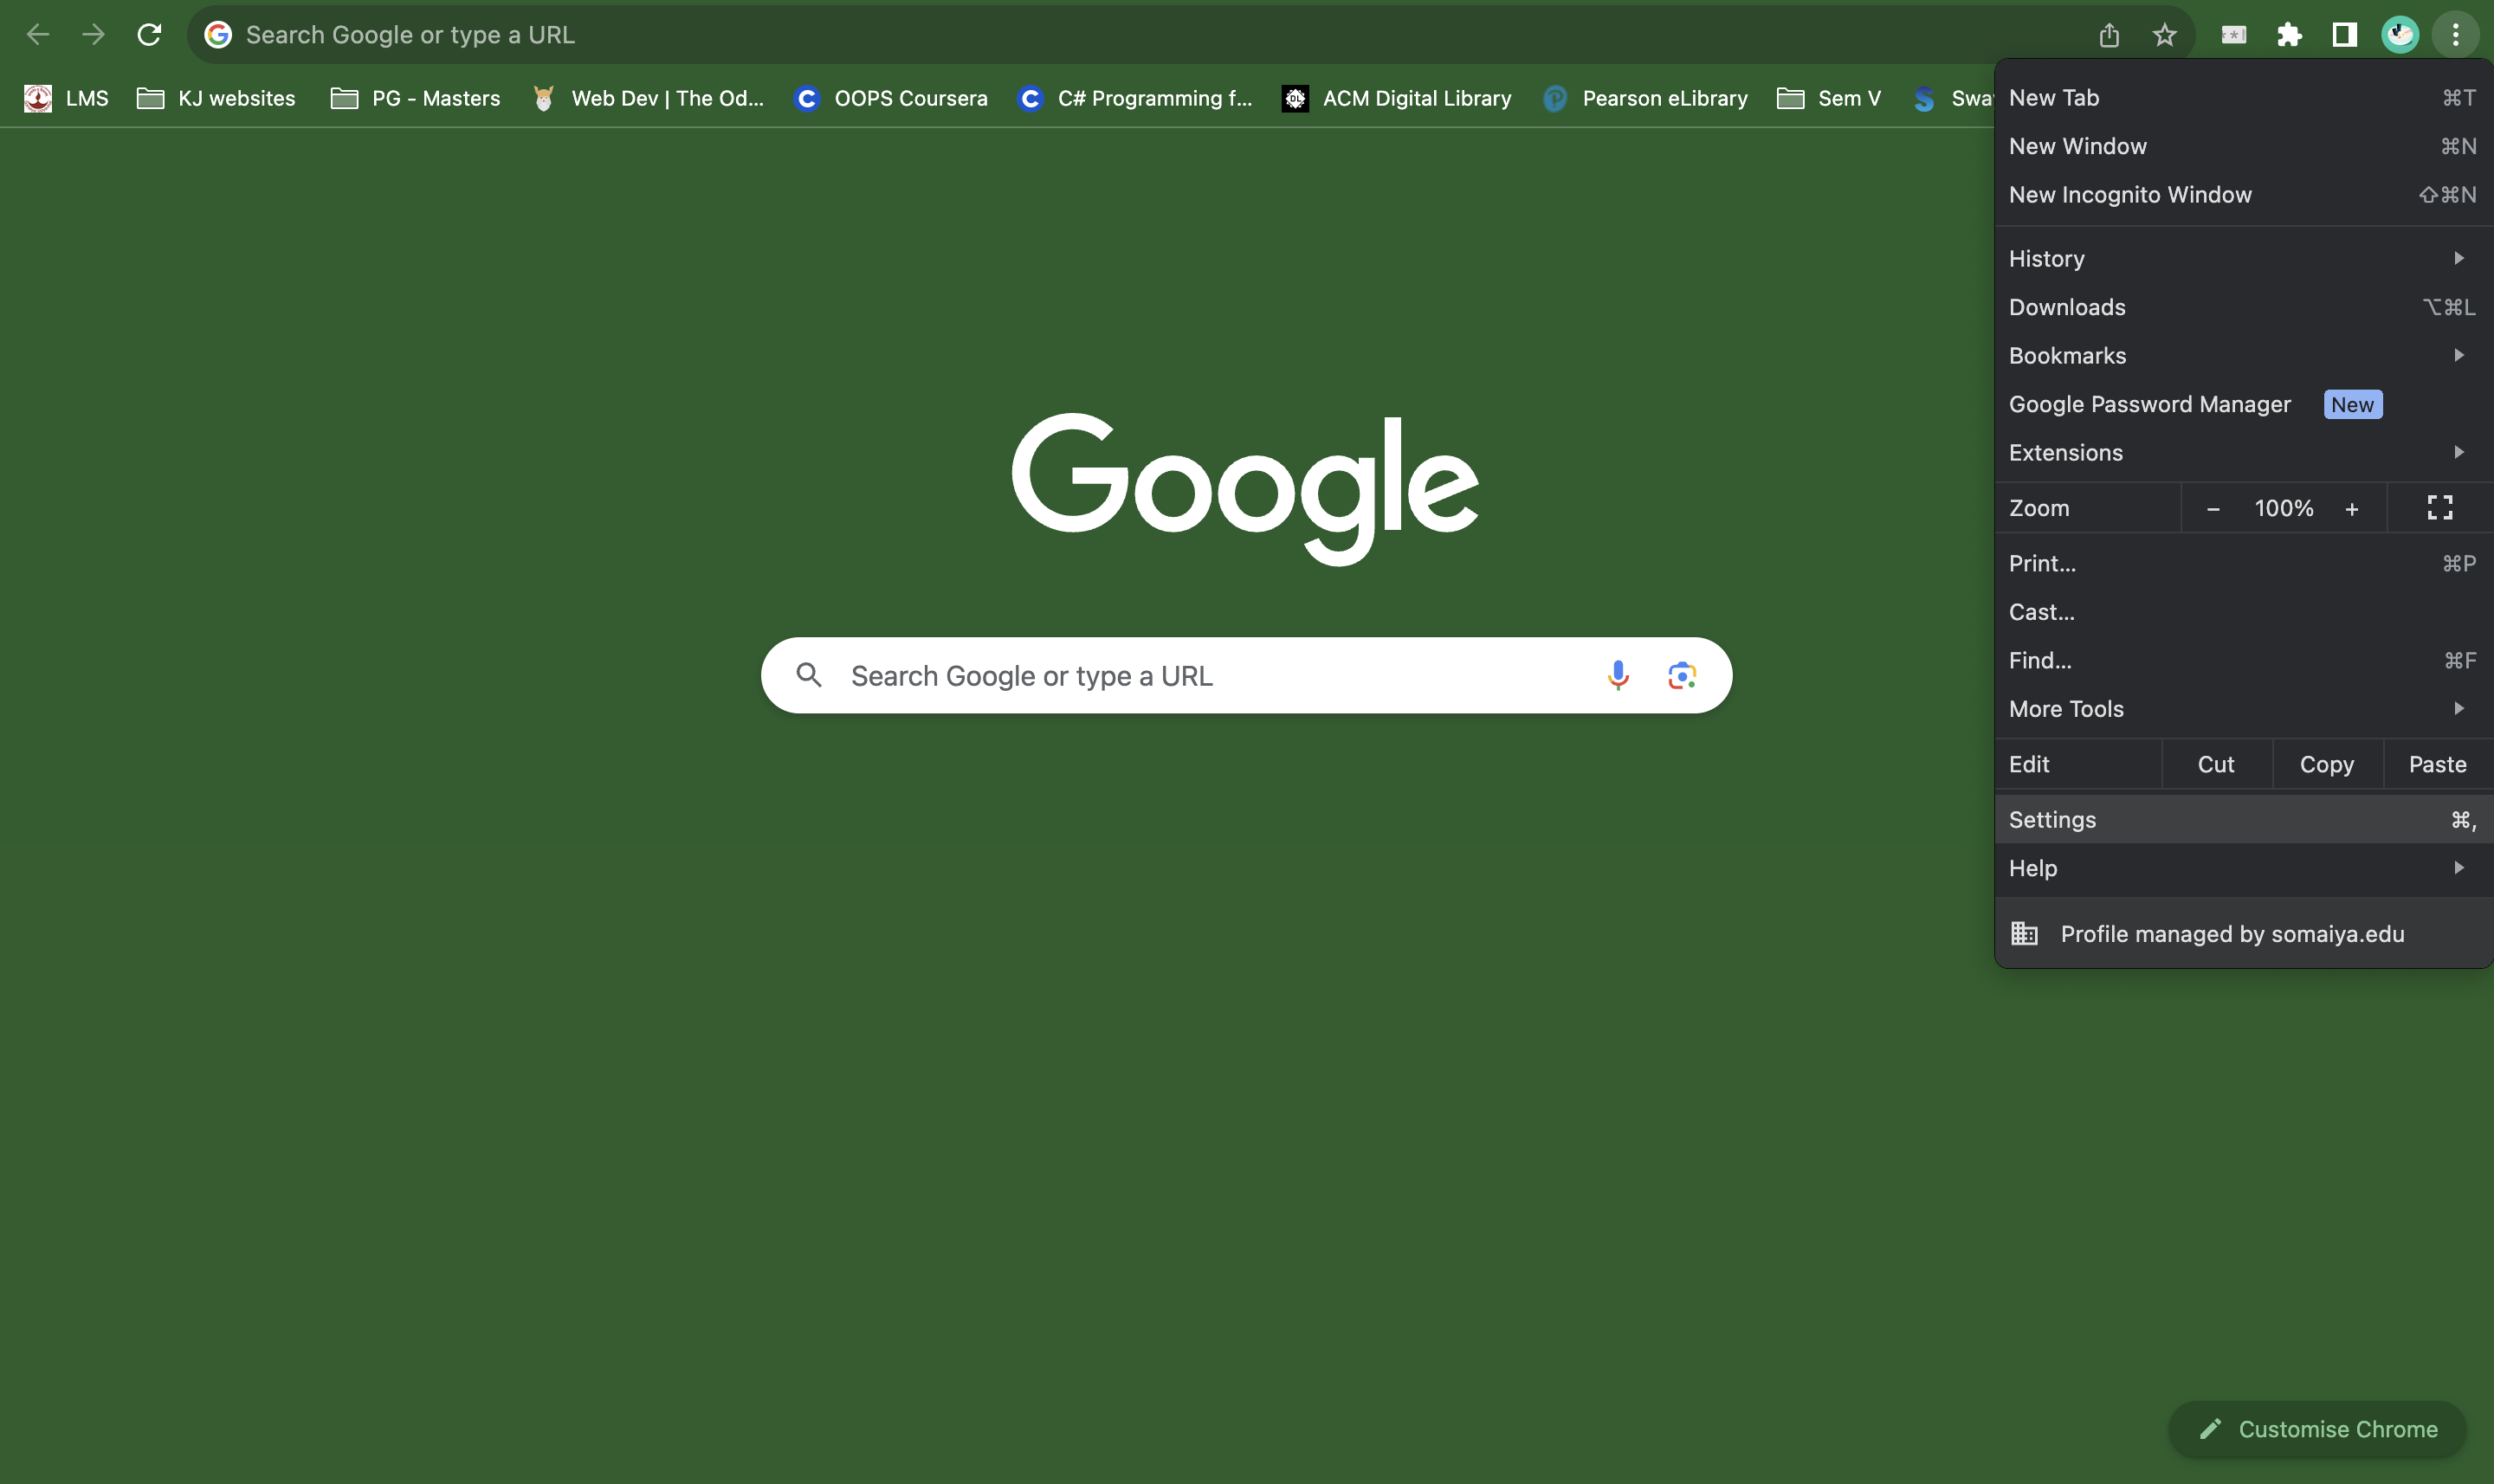 Search Google or type a URL
LMS KJ websites PG - Masters Web Dev | The Od... OOPS Coursera C# Programming f... ACM Digital Library Pearson eLibrary Sem V
New Tab ⌘T
New Window ⌘N
New Incognito Window ⇧⌘N
History
Downloads ⌥⌘L
Bookmarks
Google Password Manager New
Extensions
Zoom − 100% +
Print... ⌘P
Cast...
Find... ⌘F
More Tools
Edit Cut Copy Paste
Settings ⌘,
Help
Profile managed by somaiya.edu
Google
Search Google or type a URL
Customise Chrome